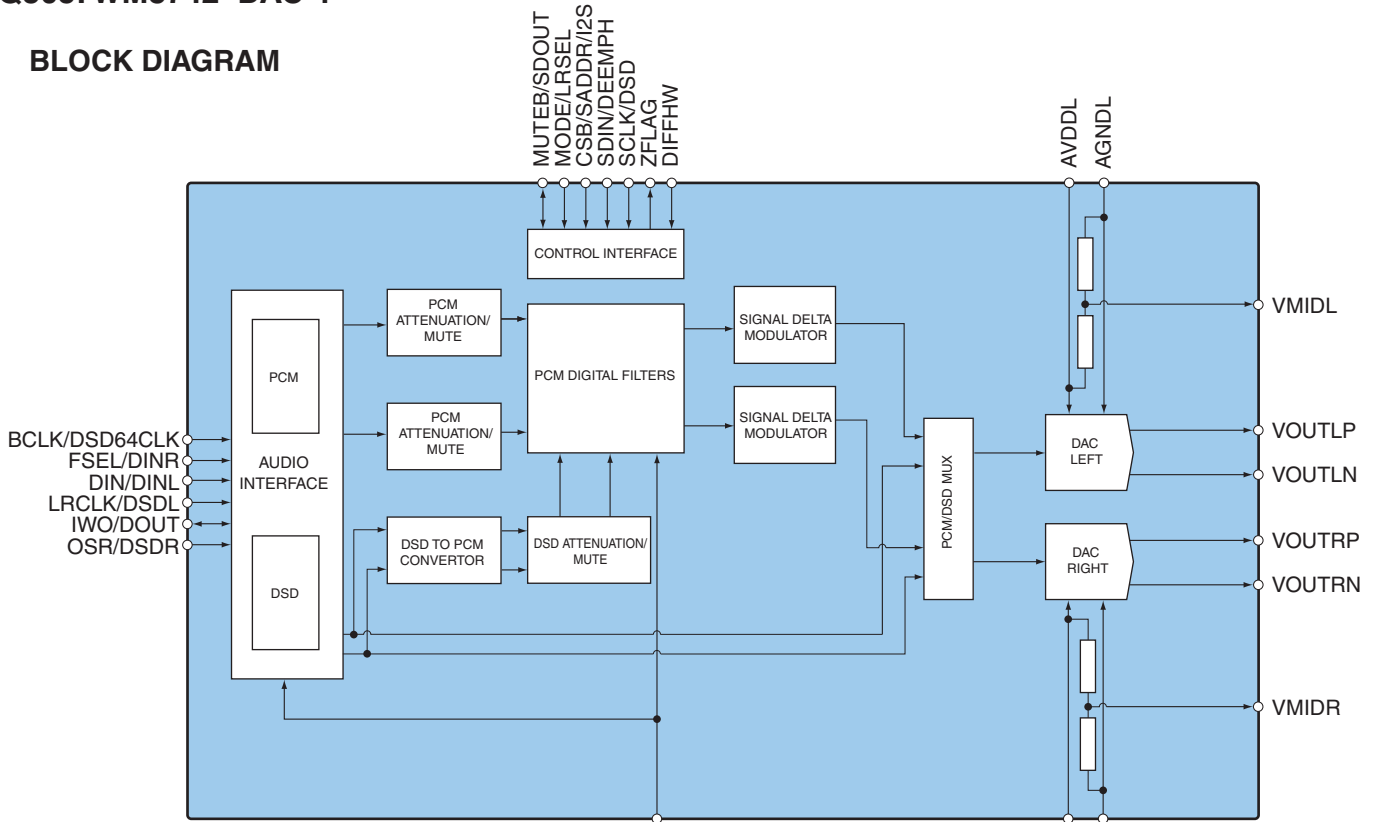 BLOCK DIAGRAM
MUTEB/SDOUT
MODE/LRSEL
CSB/SADDR/I2S
SDIN/DEEMPH
SCLK/DSD
ZFLAG
DIFFHW
AVDDL
AGNDL
CONTROL INTERFACE
PCM
ATTENUATION/
MUTE
SIGNAL DELTA
MODULATOR
VMIDL
PCM
PCM DIGITAL FILTERS
PCM
ATTENUATION/
MUTE
SIGNAL DELTA
MODULATOR
BCLK/DSD64CLK
FSEL/DINR
DIN/DINL
LRCLK/DSDL
IWO/DOUT
OSR/DSDR
AUDIO
INTERFACE
DAC
LEFT
VOUTLP
VOUTLN
PCM/DSD MUX
DSD TO PCM
CONVERTOR
DSD ATTENUATION/
MUTE
DAC
RIGHT
VOUTRP
VOUTRN
DSD
VMIDR